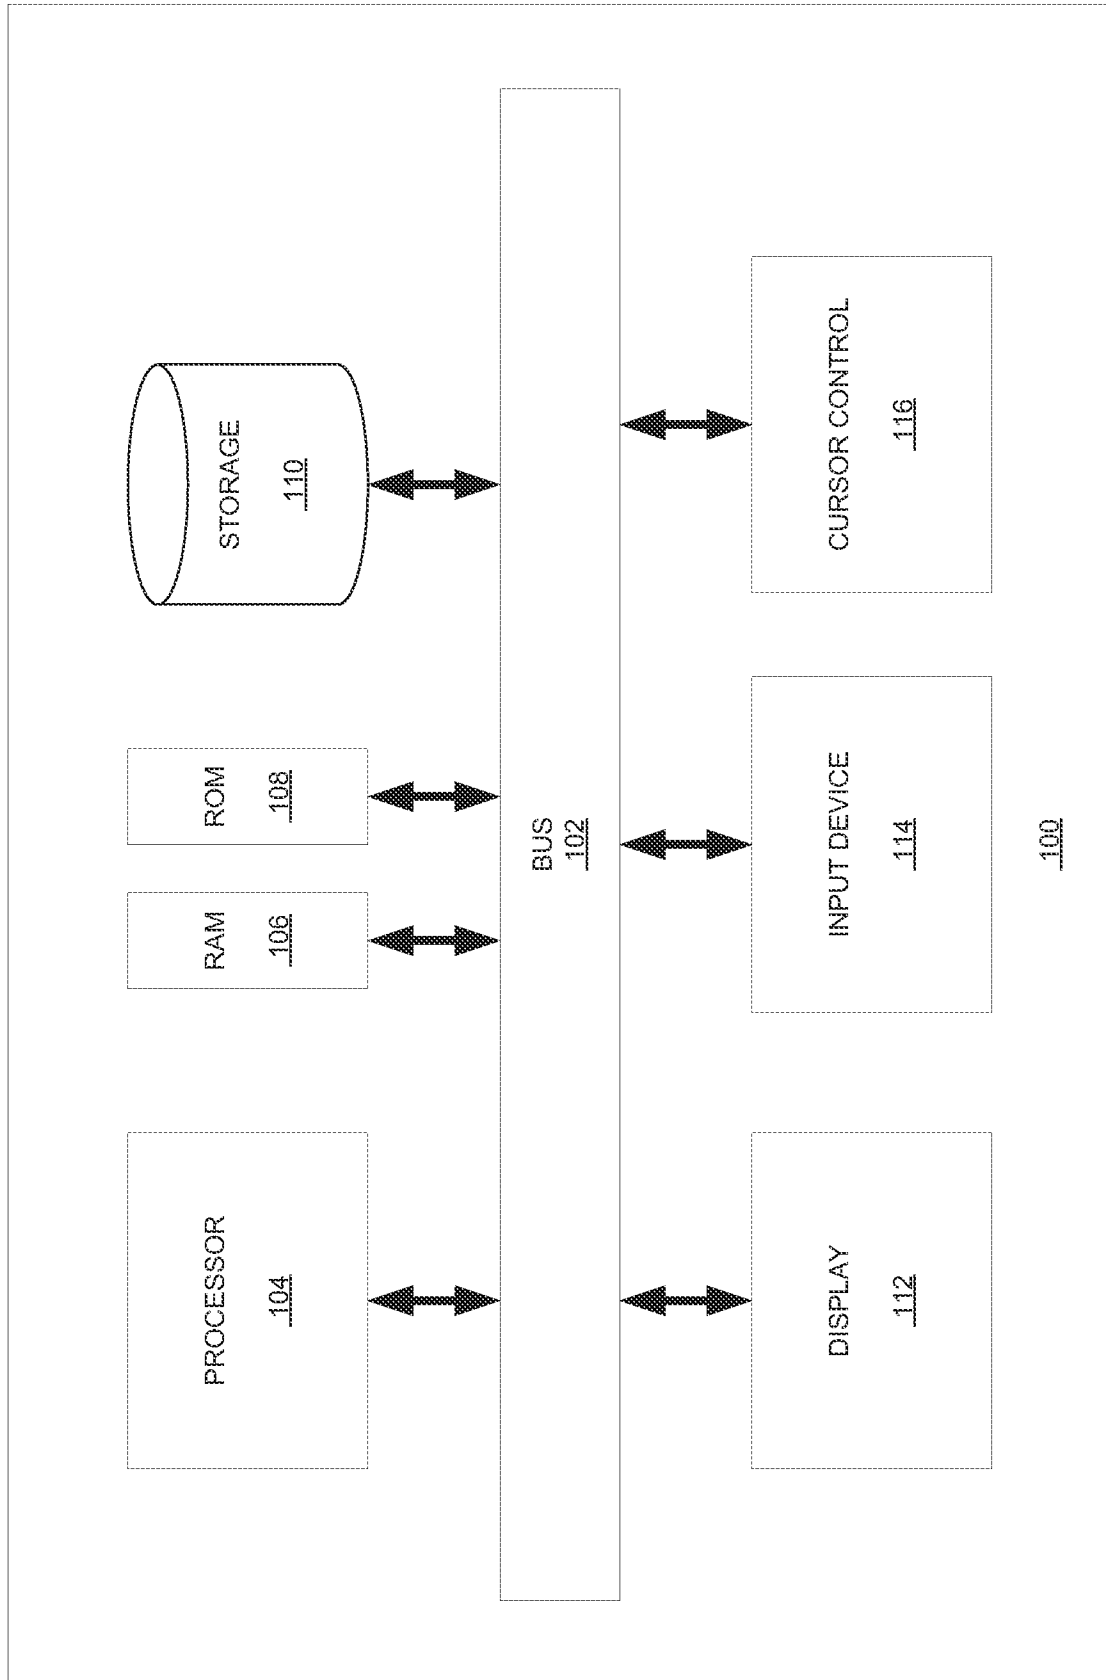 PROCESSOR
104
RAM
106
ROM
108
STORAGE
110
BUS
102
DISPLAY
112
INPUT DEVICE
114
CURSOR CONTROL
116
100